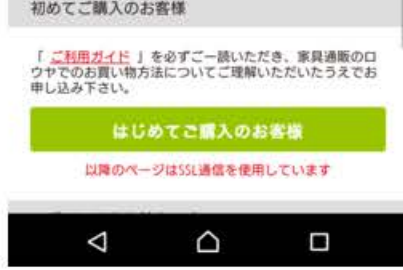 初めてご購入のお客様
「 ご利用ガイド 」を必ずご一読いただき、家具通販のロ
ウヤでのお買い物方法についてご理解いただいたうえでお
申し込み下さい。
はじめてご購入のお客様
以降のページはSSL通信を使用しています